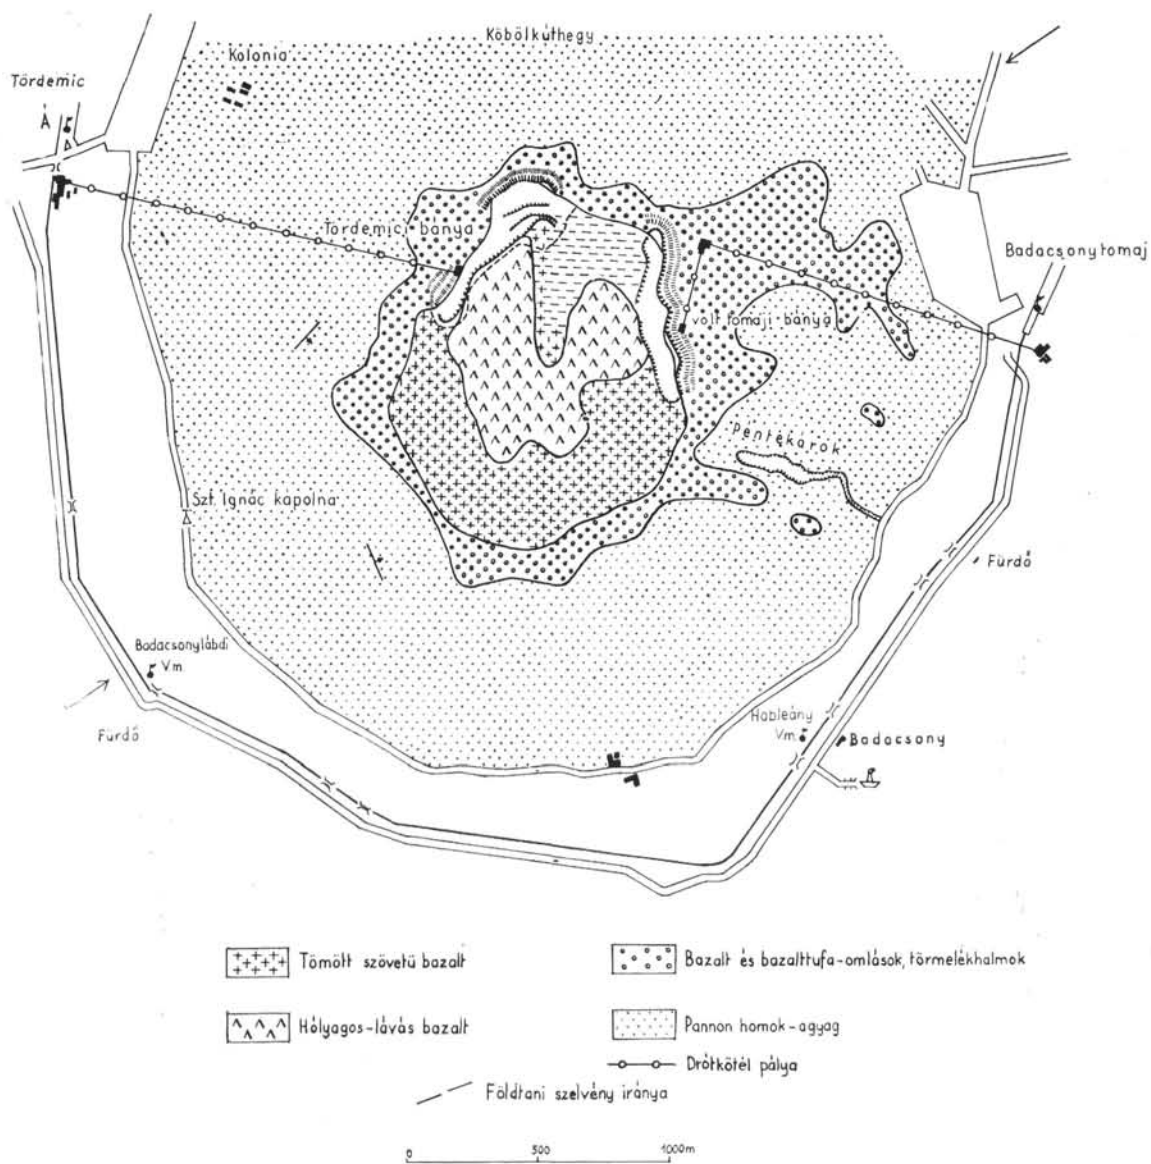 Köbölkúthegy
Kolonia
Tördemic
Á
Tördemici bánya
Badacsonytomaj
volt tomaji-bánya
Pentekárok
Szt. Ignác kápolna
Fürdő
Badacsonylábdi
Vm
Fürdő
Hableány
Vm.
Badacsony
Tömött szövetű bazalt
Bazalt és bazalttufa-omlások, törmelékhalmok
Hólyagos-lávás bazalt
Pannon homok-agyag
Drótkötél pálya
Földtani szelvény iránya
0 500 1000m